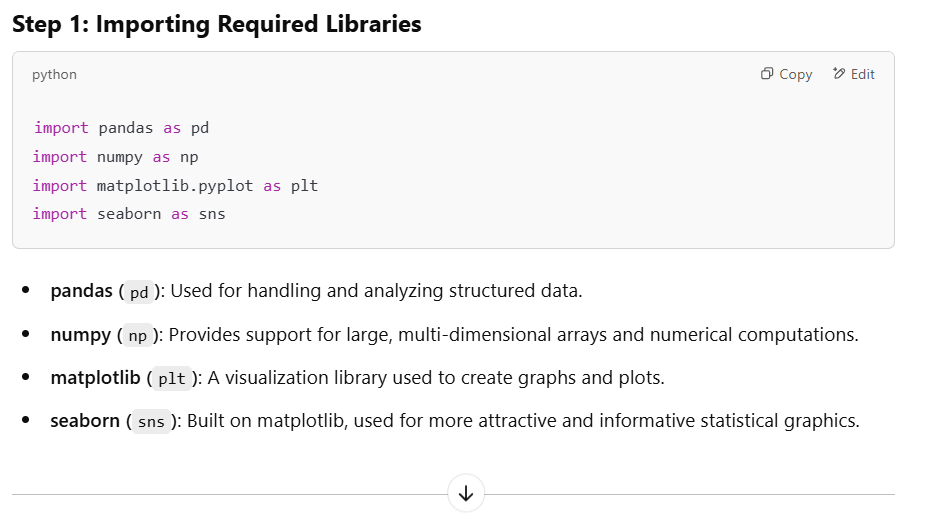 Step 1: Importing Required Libraries
python
Copy
Edit
import pandas as pd
import numpy as np
import matplotlib.pyplot as plt
import seaborn as sns
pandas (pd): Used for handling and analyzing structured data.
numpy (np): Provides support for large, multi-dimensional arrays and numerical computations.
matplotlib (plt): A visualization library used to create graphs and plots.
seaborn (sns): Built on matplotlib, used for more attractive and informative statistical graphics.